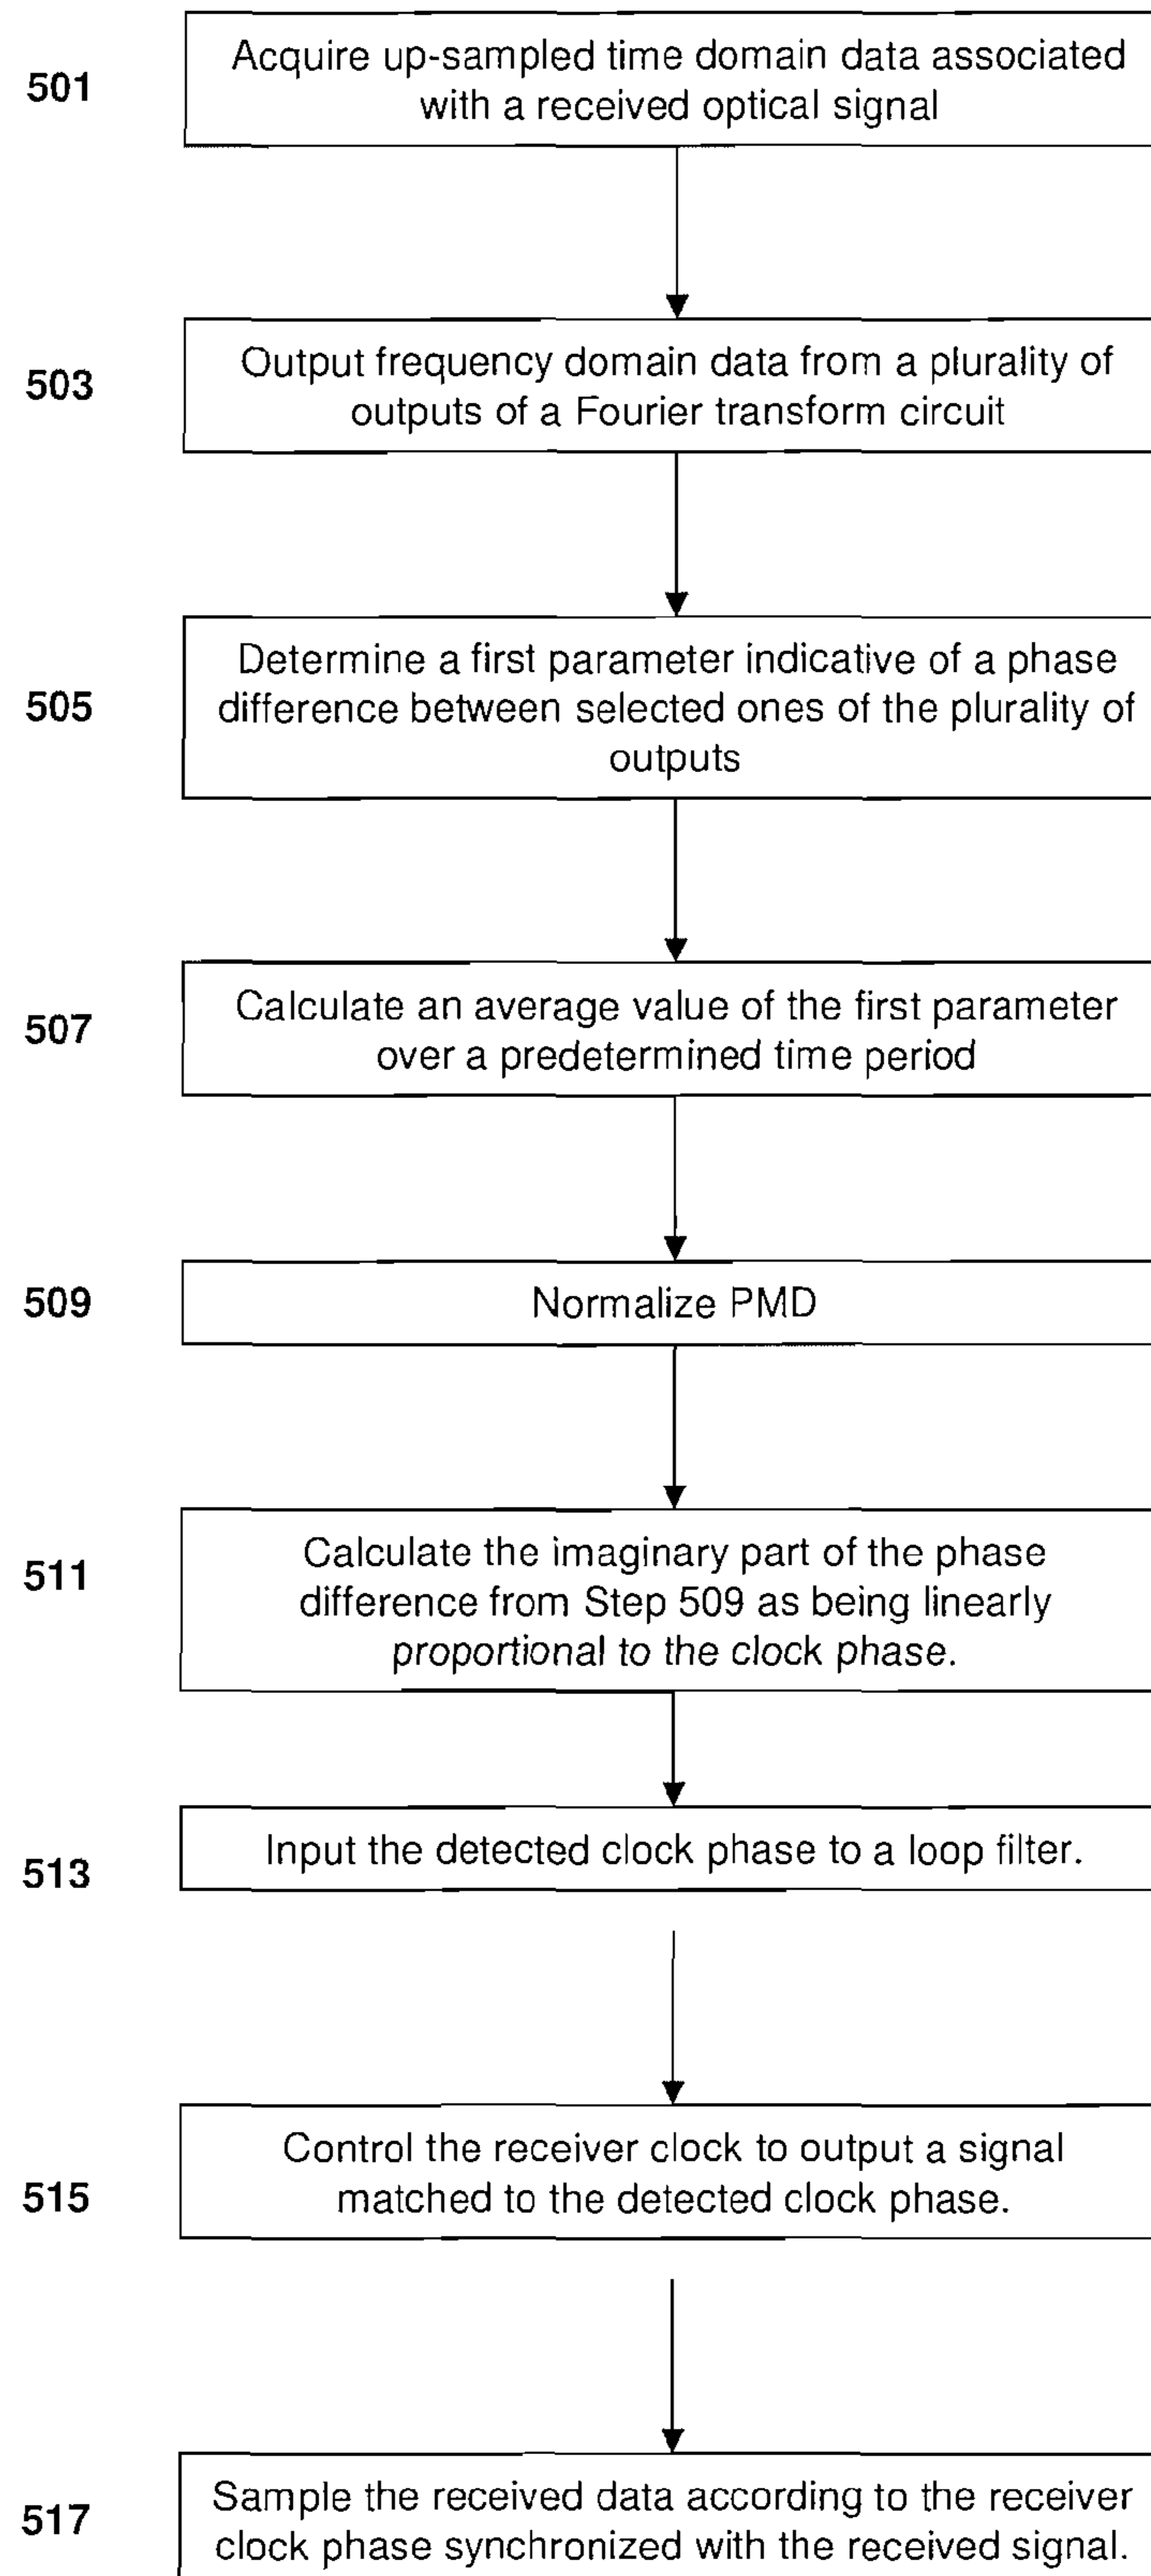 501
Acquire up-sampled time domain data associated
with a received optical signal
503
Output frequency domain data from a plurality of
outputs of a Fourier transform circuit
505
Determine a first parameter indicative of a phase
difference between selected ones of the plurality of
outputs
507
Calculate an average value of the first parameter
over a predetermined time period
509
Normalize PMD
511
Calculate the imaginary part of the phase
difference from Step 509 as being linearly
proportional to the clock phase.
513
Input the detected clock phase to a loop filter.
515
Control the receiver clock to output a signal
matched to the detected clock phase.
517
Sample the received data according to the receiver
clock phase synchronized with the received signal.